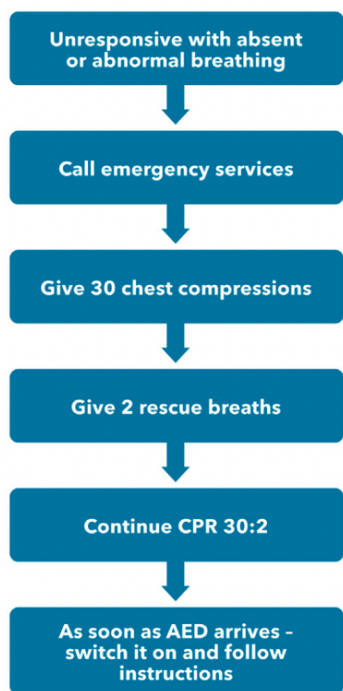 Unresponsive with absent
or abnormal breathing
Call emergency services
Give 30 chest compressions
Give 2 rescue breaths
Continue CPR 30:2
As soon as AED arrives –
switch it on and follow
instructions